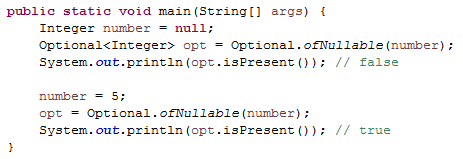 public static void main(String[] args) {
    Integer number = null;
    Optional<Integer> opt = Optional.ofNullable(number);
    System.out.println(opt.isPresent()); // false

    number = 5;
    opt = Optional.ofNullable(number);
    System.out.println(opt.isPresent()); // true
}